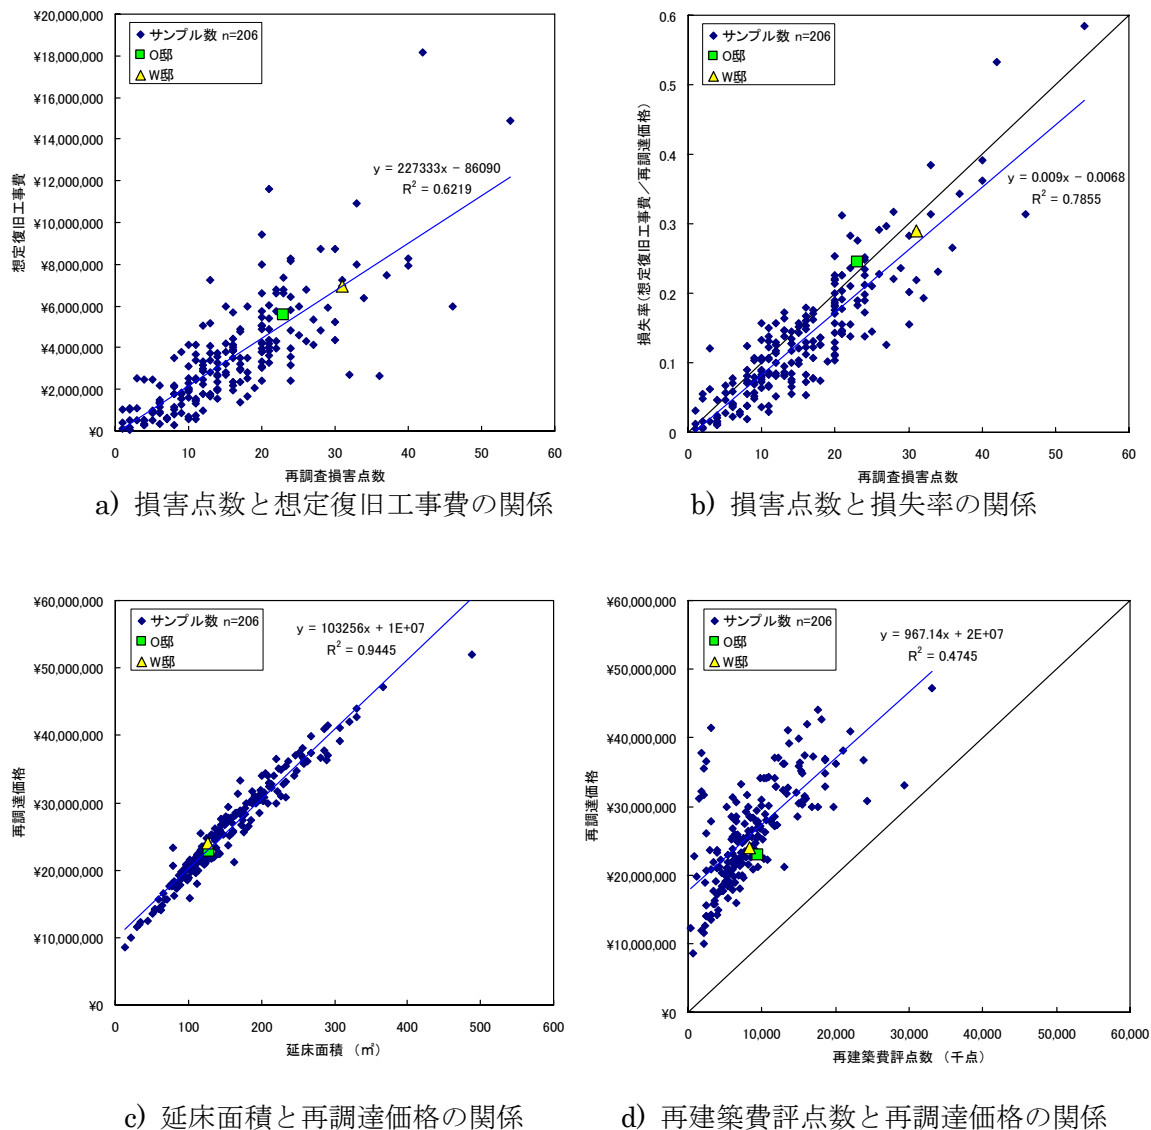 ¥20,000,000
¥18,000,000
¥16,000,000
¥14,000,000
¥12,000,000
¥10,000,000
¥8,000,000
¥6,000,000
¥4,000,000
¥2,000,000
¥0
想定復旧工事費
サンプル数 n=206
O邸
W邸
y = 227333x − 86090
R² = 0.6219
0 10 20 30 40 50 60
再調査損害点数
a) 損害点数と想定復旧工事費の関係
0.6
0.5
0.4
0.3
0.2
0.1
0
損失率(想定復旧工事費／再調達価格)
サンプル数 n=206
O邸
W邸
y = 0.009x − 0.0068
R² = 0.7855
0 10 20 30 40 50 60
再調査損害点数
b) 損害点数と損失率の関係
¥60,000,000
¥50,000,000
¥40,000,000
¥30,000,000
¥20,000,000
¥10,000,000
¥0
再調達価格
サンプル数 n=206
O邸
W邸
y = 103256x + 1E+07
R² = 0.9445
0 100 200 300 400 500 600
延床面積 （㎡）
c) 延床面積と再調達価格の関係
¥60,000,000
¥50,000,000
¥40,000,000
¥30,000,000
¥20,000,000
¥10,000,000
¥0
再調達価格
サンプル数 n=206
O邸
W邸
y = 967.14x + 2E+07
R² = 0.4745
0 10,000 20,000 30,000 40,000 50,000 60,000
再建築費評点数 （千点）
d) 再建築費評点数と再調達価格の関係